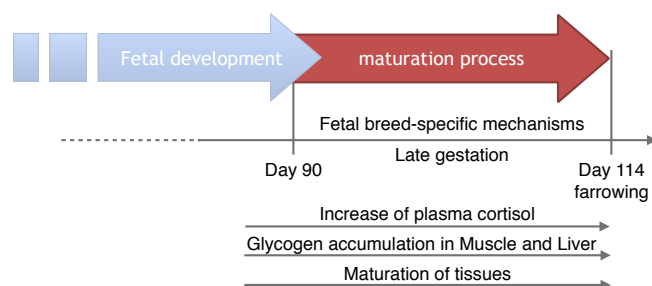 Fetal development
maturation process
Fetal breed-specific mechanisms
Late gestation
Day 90
Day 114
farrowing
Increase of plasma cortisol
Glycogen accumulation in Muscle and Liver
Maturation of tissues